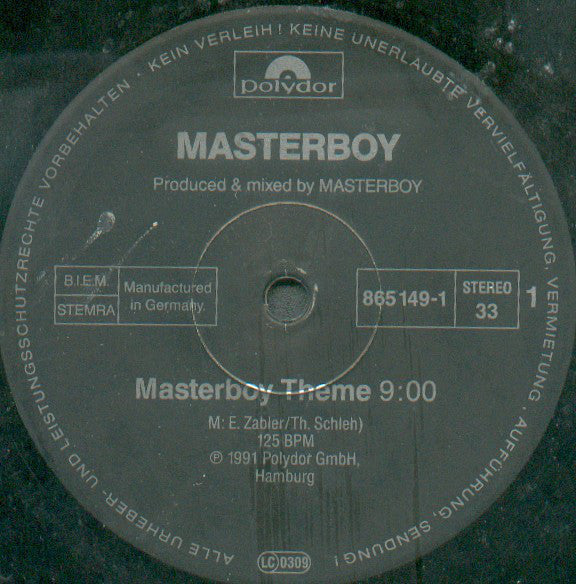 ALLE URHEBER- UND LEISTUNGSSCHUTZRECHTE VORBEHALTEN · KEIN VERLEIH! KEINE UNERLAUBTE VERVIELFÄLTIGUNG, VERMIETUNG, AUFFÜHRUNG, SENDUNG!
polydor
MASTERBOY
Produced & mixed by MASTERBOY
B.I.E.M.
STEMRA
Manufactured
in Germany.
865 149-1
STEREO
33
1
Masterboy Theme 9:00
M: E. Zabler/Th. Schleh)
125 BPM
℗ 1991 Polydor GmbH,
Hamburg
LC 0309